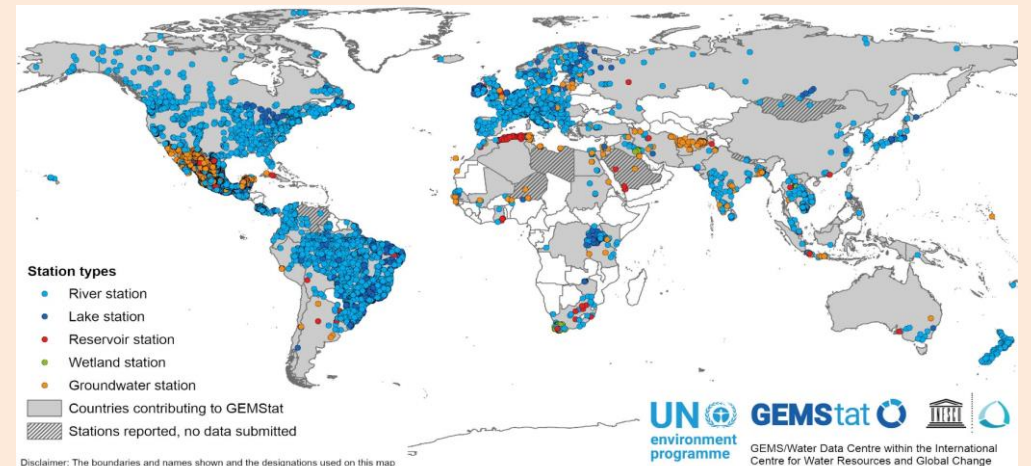 Station types
River station
Lake station
Reservoir station
Wetland station
Groundwater station
Countries contributing to GEMStat
Stations reported, no data submitted
Disclaimer: The boundaries and names shown and the designations used on this map
UN
environment
programme
GEMStat
UNESCO
GEMS/Water Data Centre within the International
Centre for Water Resources and Global Change